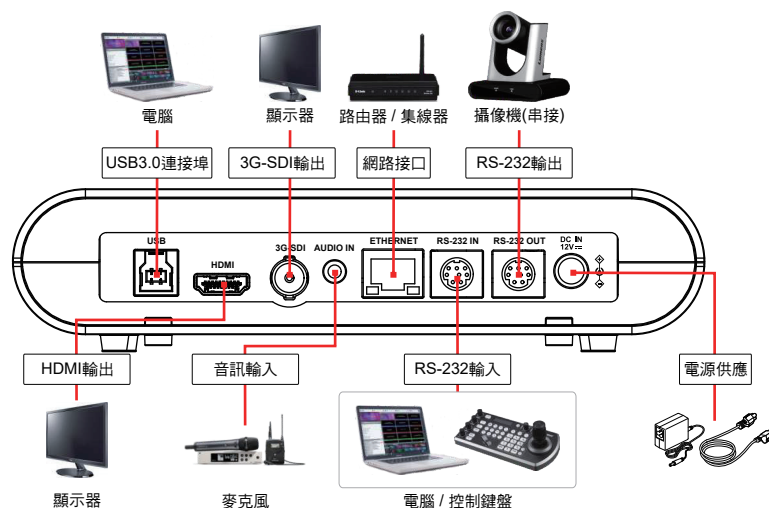 電腦
顯示器
路由器 / 集線器
攝像機(串接)
USB3.0連接埠
3G-SDI輸出
網路接口
RS-232輸出
USB
HDMI
3G-SDI
AUDIO IN
ETHERNET
RS-232 IN
RS-232 OUT
DC IN
12V
HDMI輸出
音訊輸入
RS-232輸入
電源供應
顯示器
麥克風
電腦 / 控制鍵盤